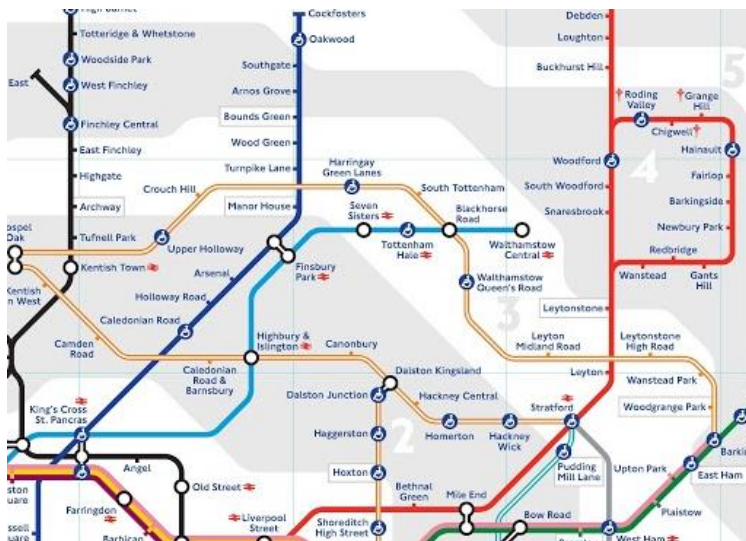 Cockfosters
Oakwood
Southgate
Arnos Grove
Bounds Green
Wood Green
Turnpike Lane
Manor House
Totteridge & Whetstone
Woodside Park
West Finchley
East
Finchley Central
East Finchley
Highgate
Archway
Tufnell Park
Kentish Town
Oak
Kentish
Camden
Road
Crouch Hill
Upper Holloway
Harringay
Green Lanes
South Tottenham
Seven
Sisters
Tottenham
Hale
Blackhorse
Road
Walthamstow
Central
Walthamstow
Queen's Road
Finsbury
Park
Arsenal
Holloway Road
Caledonian Road
Highbury &
Islington
Caledonian
Road &
Barnsbury
Canonbury
Dalston Kingsland
Dalston Junction
Hackney Central
Haggerston
Homerton
Hackney
Wick
Hoxton
Shoreditch
High Street
Leyton
Midland Road
Leytonstone
High Road
Wanstead Park
Woodgrange Park
Debden
Loughton
Buckhurst Hill
Roding
Valley
Grange
Hill
Chigwell
Hainault
Woodford
Fairlop
South Woodford
Barkingside
Snaresbrook
Newbury Park
Redbridge
Wanstead
Gants
Hill
Leytonstone
Leyton
Stratford
Pudding
Mill Lane
Upton Park
East Ham
Plaistow
West Ham
Bow Road
Mile End
Bethnal
Green
King's Cross
St. Pancras
Angel
Old Street
Farringdon
Barbican
Liverpool
Street
2
3
4
5